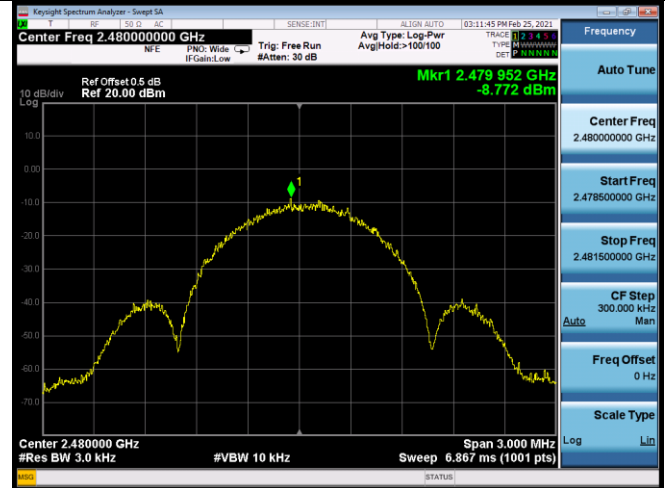 Keysight Spectrum Analyzer - Swept SA
T RF 50 Ω AC SENSE:INT ALIGN AUTO 03:11:45 PM Feb 25, 2021
Center Freq 2.480000000 GHz
NFE
PNO: Wide
IFGain:Low
Trig: Free Run
#Atten: 30 dB
Avg Type: Log-Pwr
Avg|Hold:>100/100
TRACE 1 2 3 4 5 6
TYPE M WWWWW
DET P NNNNN
Frequency
Auto Tune
Center Freq
2.480000000 GHz
Start Freq
2.478500000 GHz
Stop Freq
2.481500000 GHz
CF Step
300.000 kHz
Auto Man
Freq Offset
0 Hz
Scale Type
Log Lin
Mkr1 2.479 952 GHz
-8.772 dBm
Ref Offset 0.5 dB
10 dB/div Ref 20.00 dBm
Log
10.0
0.00
-10.0
-20.0
-30.0
-40.0
-50.0
-60.0
-70.0
1
Center 2.480000 GHz Span 3.000 MHz
#Res BW 3.0 kHz #VBW 10 kHz Sweep 6.867 ms (1001 pts)
MSG STATUS